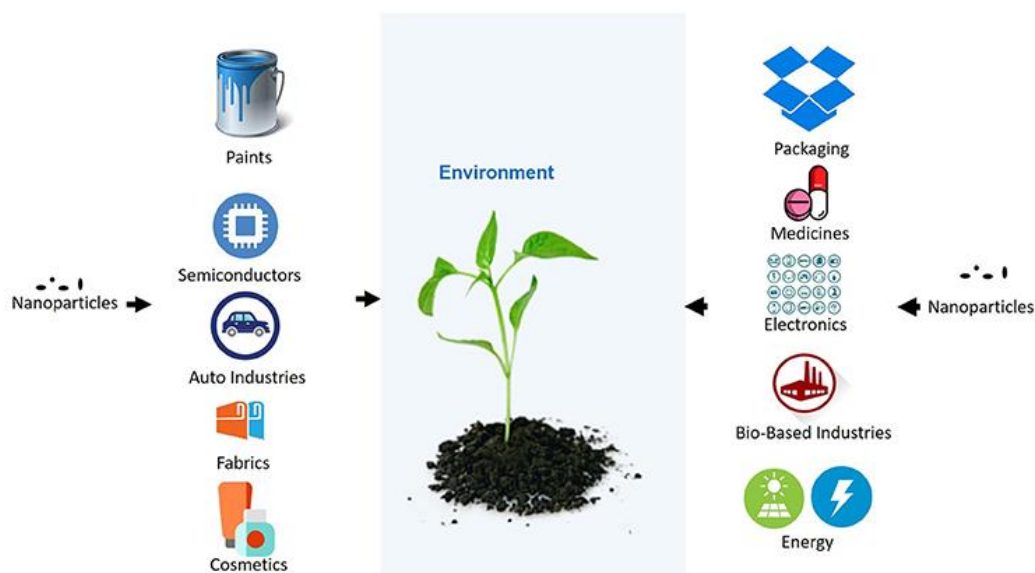 Paints
Semiconductors
Nanoparticles
Auto Industries
Fabrics
Cosmetics
Environment
Packaging
Medicines
Electronics
Nanoparticles
Bio-Based Industries
Energy